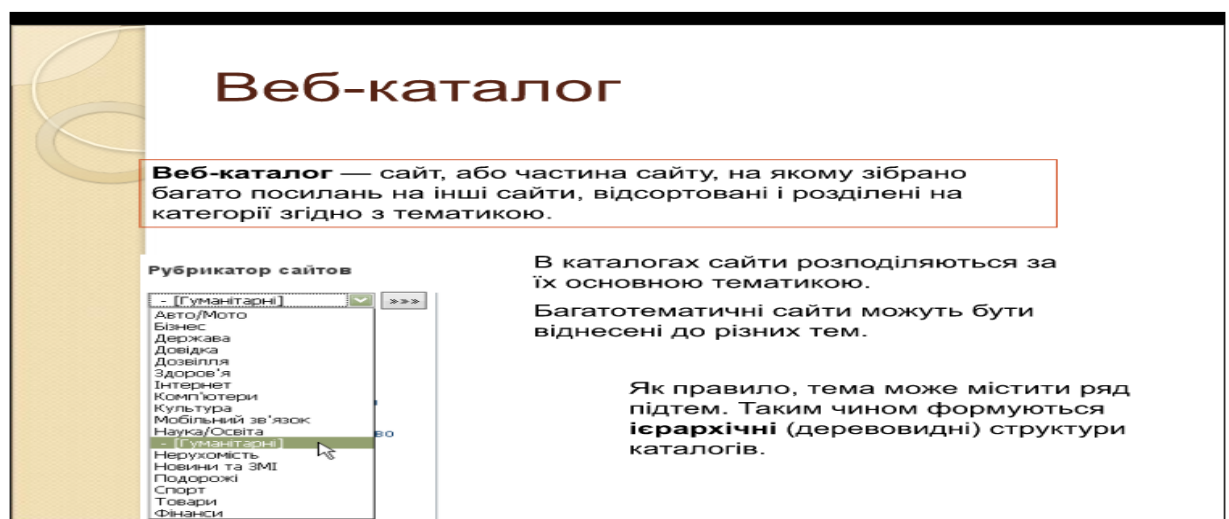 Веб-каталог
Веб-каталог — сайт, або частина сайту, на якому зібрано
багато посилань на інші сайти, відсортовані і розділені на
категорії згідно з тематикою.
Рубрикатор сайтов
- [Гуманітарні]
»»»
Авто/Мото
Бізнес
Держава
Довідка
Дозвілля
Здоров'я
Інтернет
Комп'ютери
Культура
Мобільний зв'язок
Наука/Освіта
- [Гуманітарні]
Нерухомість
Новини та ЗМІ
Подорожі
Спорт
Товари
Фінанси
во
В каталогах сайти розподіляються за
їх основною тематикою.
Багатотематичні сайти можуть бути
віднесені до різних тем.
Як правило, тема може містити ряд
підтем. Таким чином формуються
ієрархічні (деревовидні) структури
каталогів.